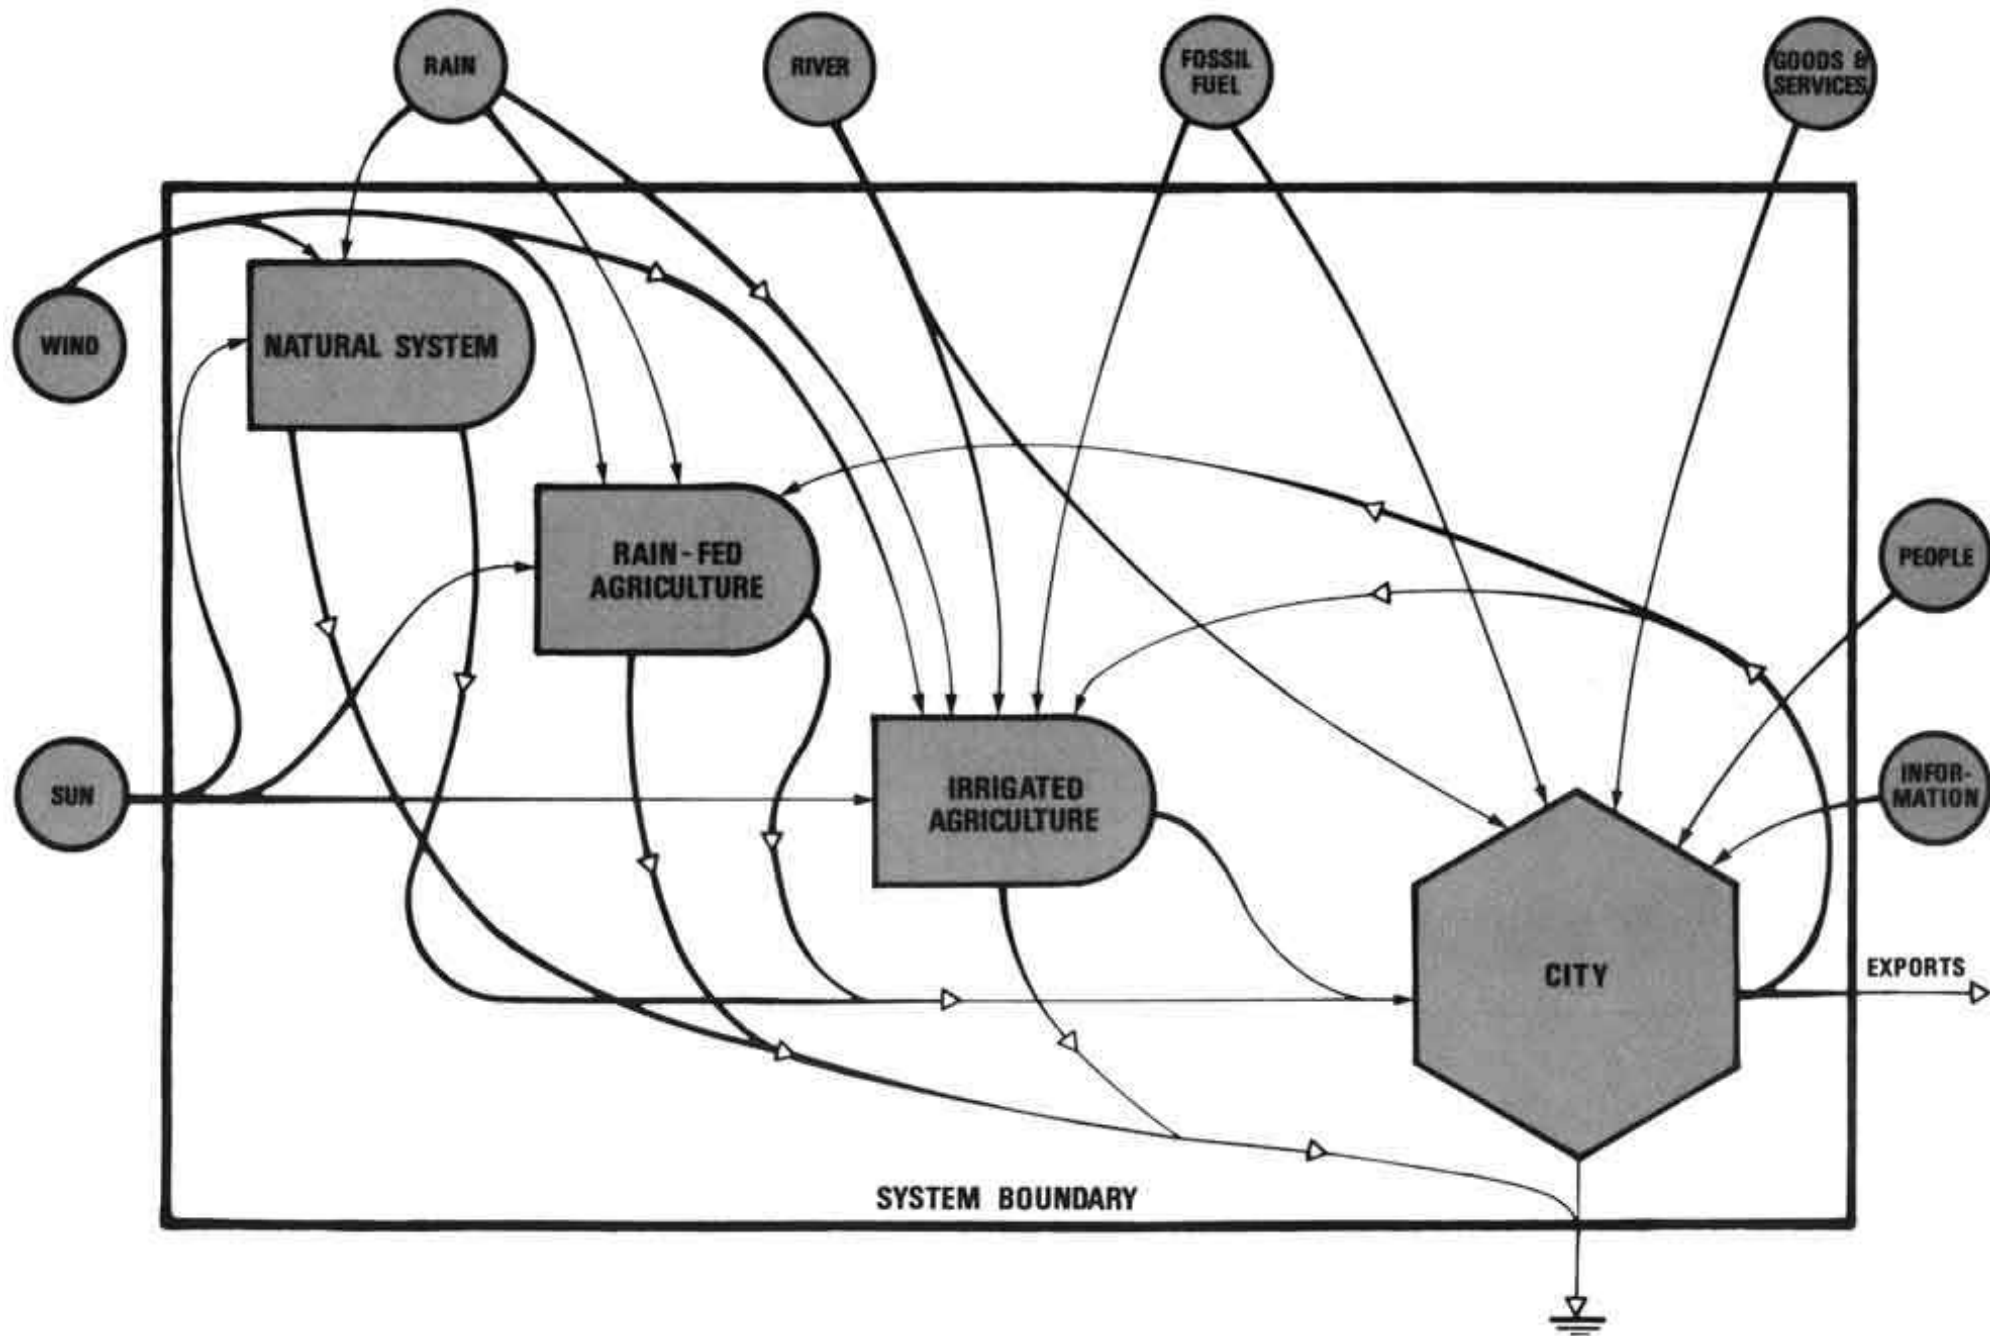 RAIN
RIVER
FOSSIL
FUEL
GOODS &
SERVICES
WIND
NATURAL SYSTEM
RAIN-FED
AGRICULTURE
PEOPLE
SUN
IRRIGATED
AGRICULTURE
INFOR-
MATION
CITY
EXPORTS
SYSTEM BOUNDARY